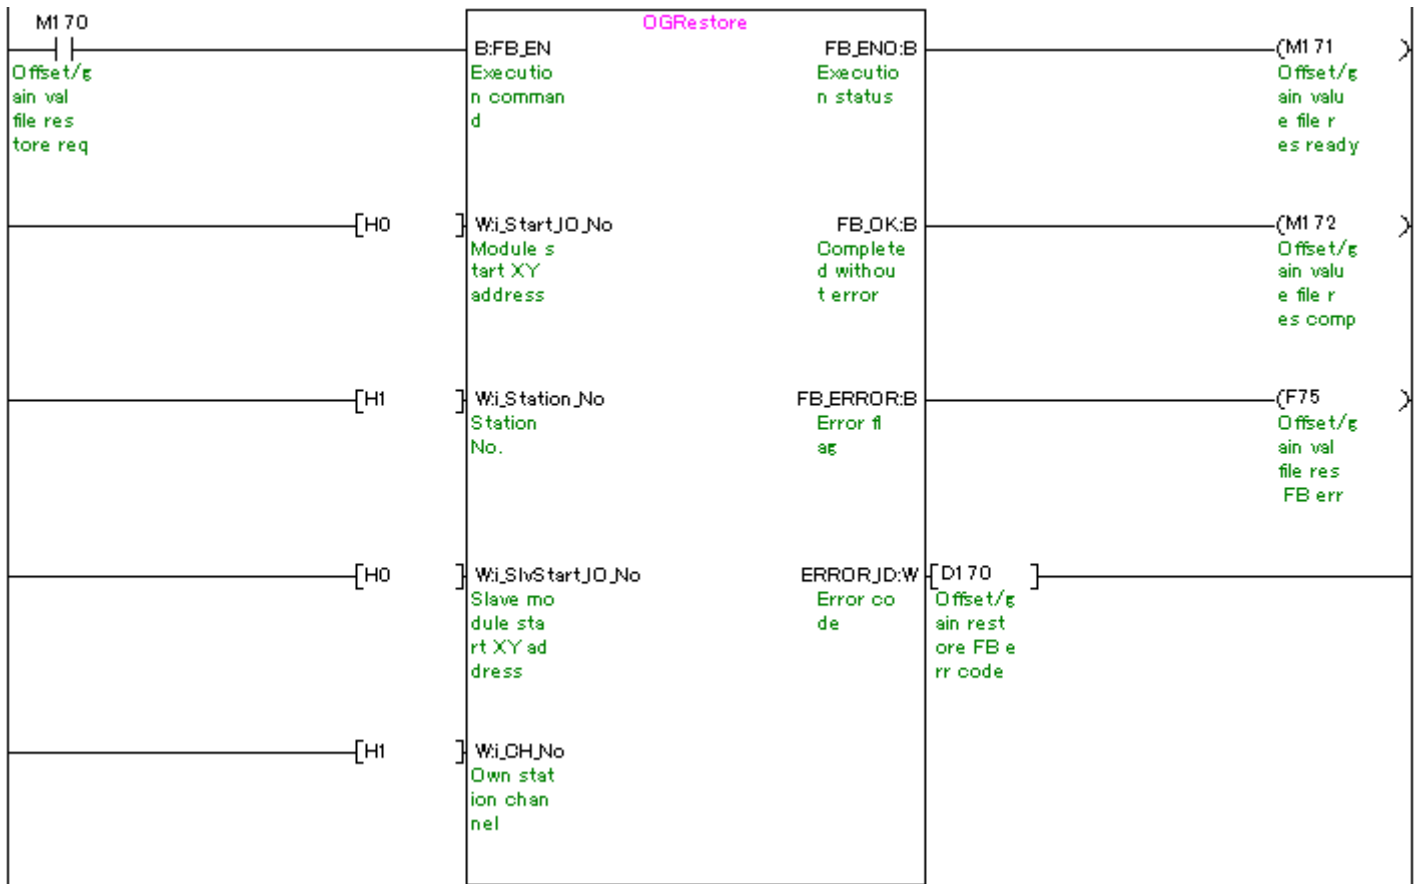 M170
OGRestore
B:FB_EN
FB_ENO:B
(M171 )
Offset/g
ain val
file res
tore req
Executio
n comman
d
Executio
n status
Offset/g
ain valu
e file r
es ready
[H0 ]
W:i_Start_IO_No
FB_OK:B
(M172 )
Module s
tart XY
address
Complete
d withou
t error
Offset/g
ain valu
e file r
es comp
[H1 ]
W:i_Station_No
FB_ERROR:B
(F75 )
Station
No.
Error fl
ag
Offset/g
ain val
file res
FB err
[H0 ]
W:i_SlvStart_IO_No
ERROR_ID:W
[D170 ]
Slave mo
dule sta
rt XY ad
dress
Error co
de
Offset/g
ain rest
ore FB e
rr code
[H1 ]
W:i_CH_No
Own stat
ion chan
nel